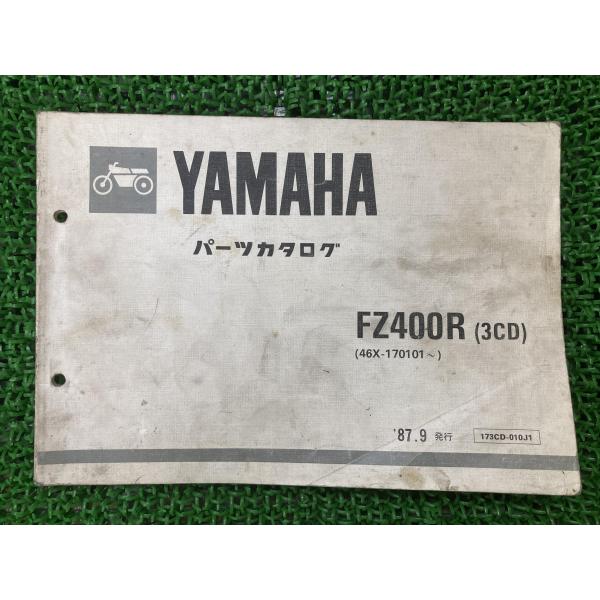 YAMAHA
パーツカタログ
FZ400R (3CD)
(46X-170101～)
'87.9 発行
173CD-010J1